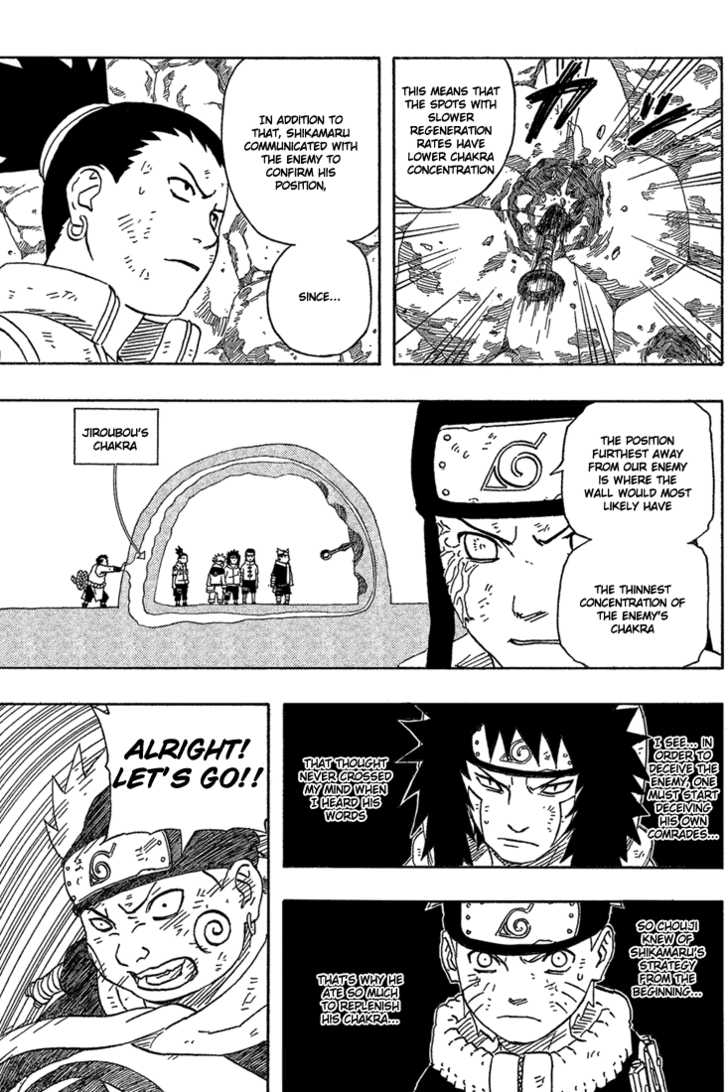 THIS MEANS THAT
THE SPOTS WITH
SLOWER
REGENERATION
RATES HAVE
LOWER CHAKRA
CONCENTRATION
IN ADDITION
TO THAT, SHIKAMARU
COMMUNICATED WITH
THE ENEMY TO
CONFIRM HIS
POSITION,
SINCE...
THE POSITION
FURTHEST AWAY
FROM OUR ENEMY
IS WHERE THE
WALL WOULD MOST
LIKELY HAVE
THE THINNEST
CONCENTRATION OF
THE ENEMY'S
CHAKRA
JIROUBOU'S
CHAKRA
I SEE... IN
ORDER TO
DECEIVE THE
ENEMY, ONE
MUST START
DECEIVING
HIS OWN
COMRADES...
THAT THOUGHT
NEVER CROSSED
MY MIND WHEN
I HEARD HIS
WORDS
SO CHOUJI
KNEW OF
SHIKAMARU'S
STRATEGY
FROM THE
BEGINNING...
THAT'S WHY HE
ATE SO MUCH
TO REPLENISH
HIS CHAKRA...
ALRIGHT!
LET'S GO!!